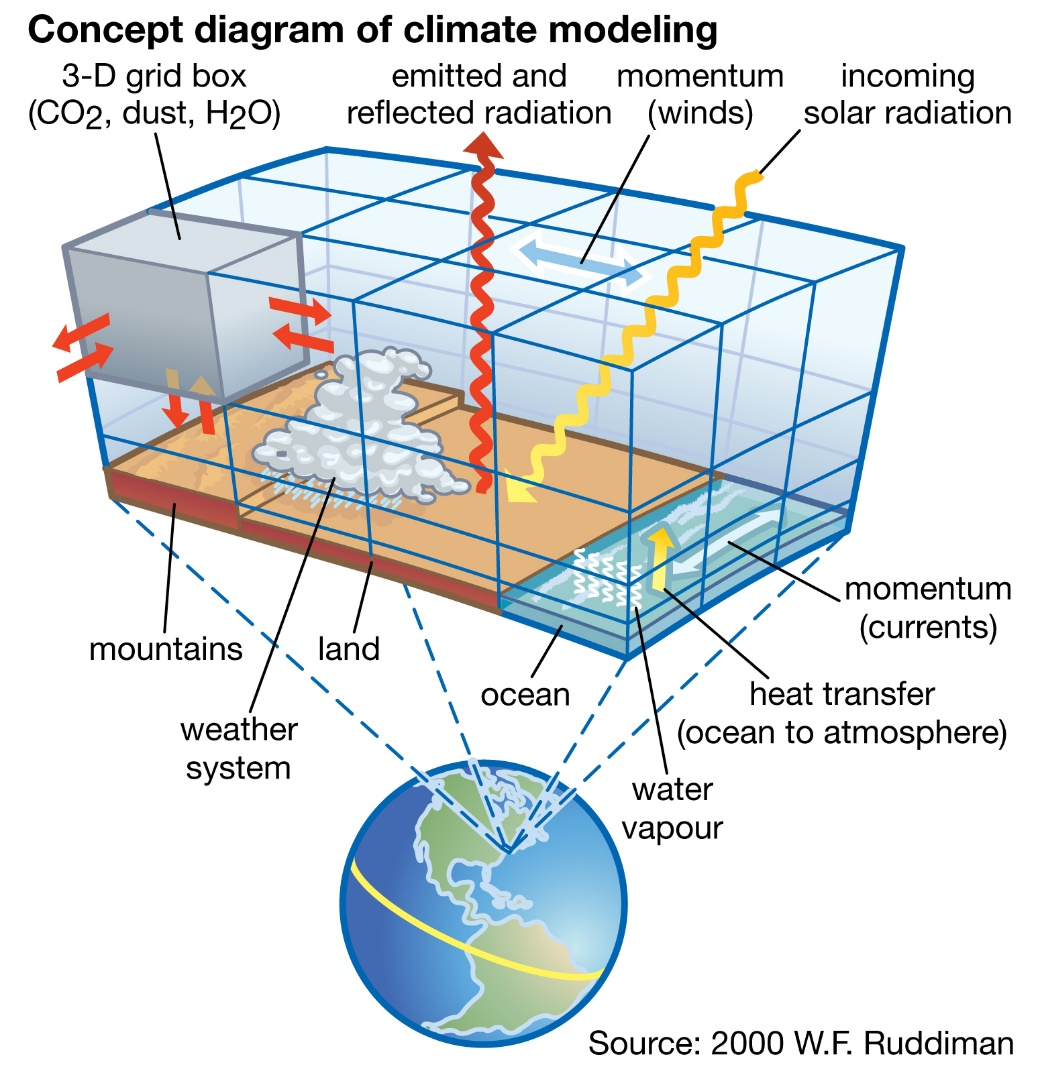 Concept diagram of climate modeling
3-D grid box
(CO2, dust, H2O)
emitted and
reflected radiation
momentum
(winds)
incoming
solar radiation
mountains
land
weather
system
ocean
momentum
(currents)
heat transfer
(ocean to atmosphere)
water
vapour
Source: 2000 W.F. Ruddiman